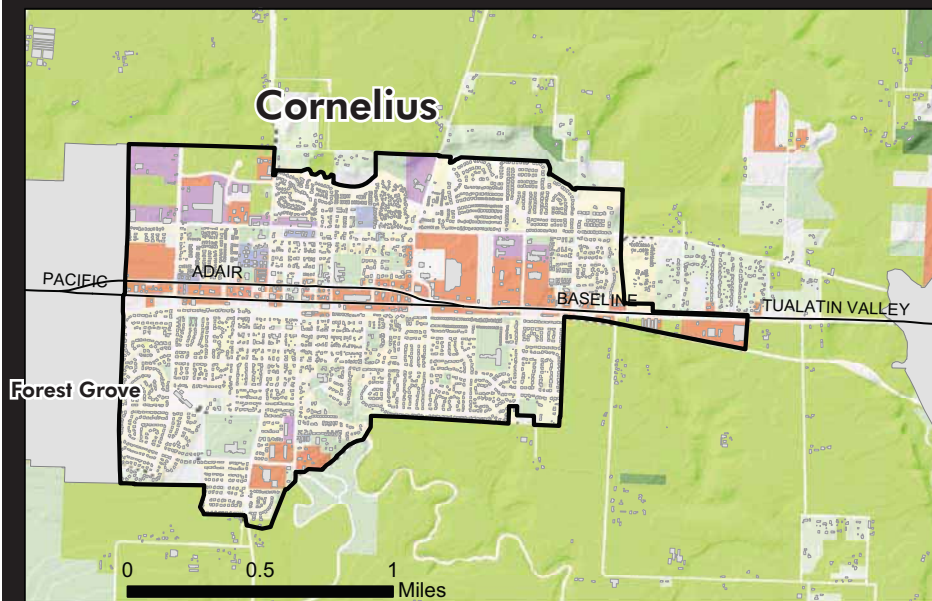 Cornelius
PACIFIC
ADAIR
BASELINE
TUALATIN VALLEY
Forest Grove
0 0.5 1
Miles